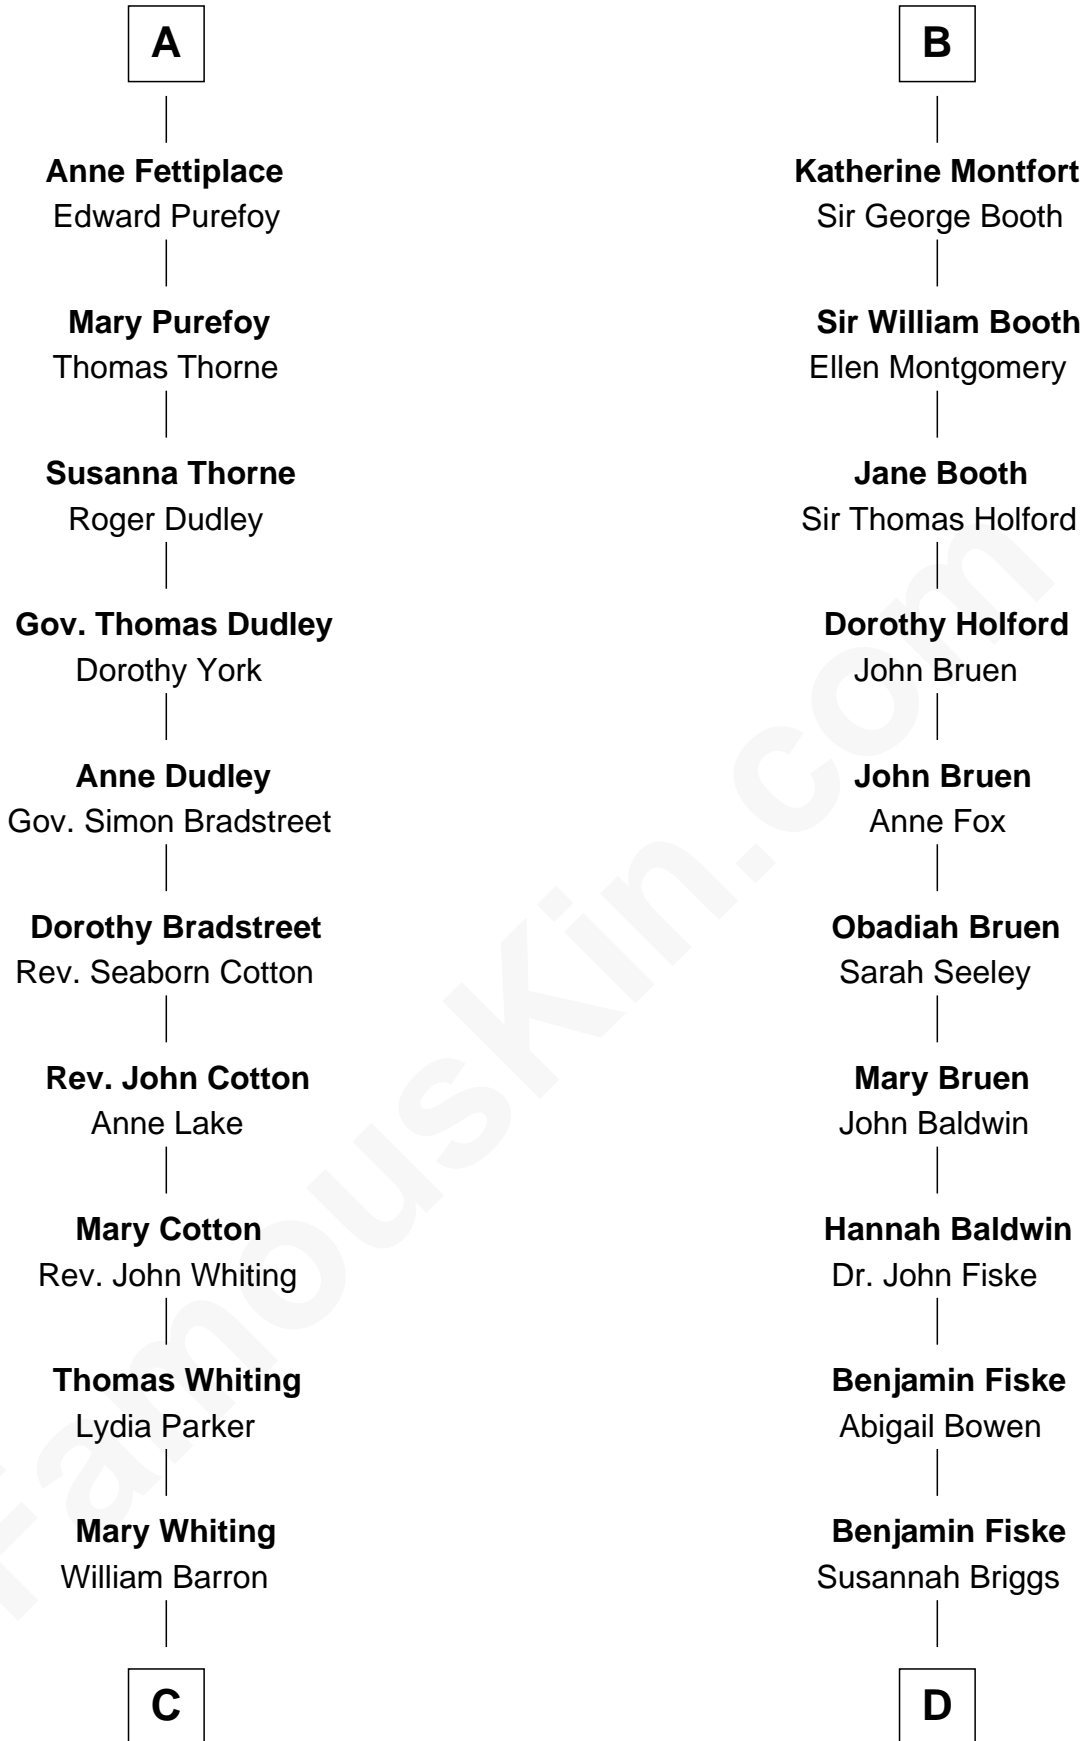 A
Anne Fettiplace
Edward Purefoy
Mary Purefoy
Thomas Thorne
Susanna Thorne
Roger Dudley
Gov. Thomas Dudley
Dorothy York
Anne Dudley
Gov. Simon Bradstreet
Dorothy Bradstreet
Rev. Seaborn Cotton
Rev. John Cotton
Anne Lake
Mary Cotton
Rev. John Whiting
Thomas Whiting
Lydia Parker
Mary Whiting
William Barron
C
B
Katherine Montfort
Sir George Booth
Sir William Booth
Ellen Montgomery
Jane Booth
Sir Thomas Holford
Dorothy Holford
John Bruen
John Bruen
Anne Fox
Obadiah Bruen
Sarah Seeley
Mary Bruen
John Baldwin
Hannah Baldwin
Dr. John Fiske
Benjamin Fiske
Abigail Bowen
Benjamin Fiske
Susannah Briggs
D
FamousKin.com